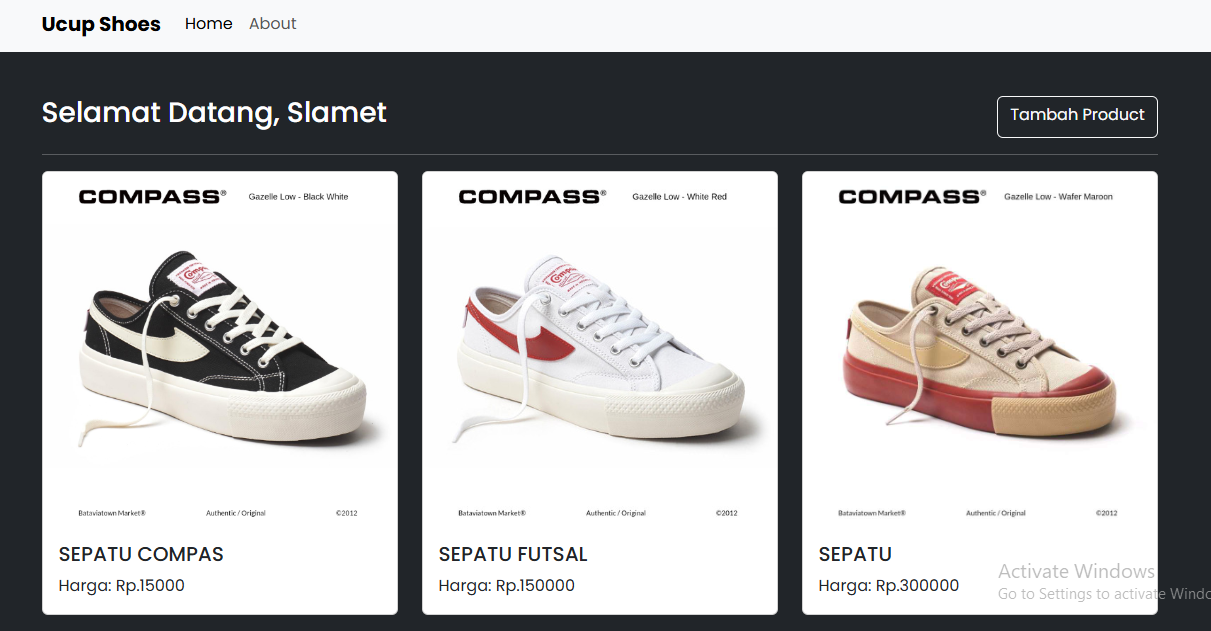 Ucup Shoes Home About
Selamat Datang, Slamet
Tambah Product
COMPASS® Gazelle Low - Black White
COMPASS® Gazelle Low - White Red
COMPASS® Gazelle Low - Wafer Maroon
Bataviatown Market® Authentic / Original ©2012
Bataviatown Market® Authentic / Original ©2012
Bataviatown Market® Authentic / Original ©2012
SEPATU COMPAS
Harga: Rp.15000
SEPATU FUTSAL
Harga: Rp.150000
SEPATU
Harga: Rp.300000
Activate Windows
Go to Settings to activate Windo